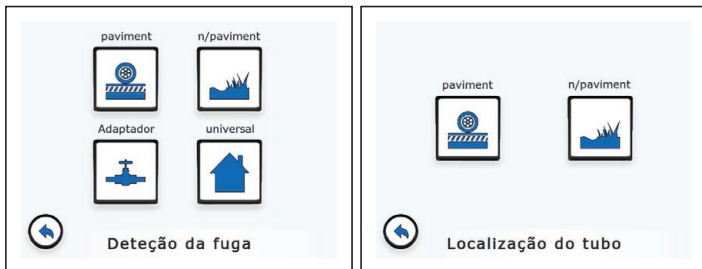 paviment n/paviment
Adaptador universal
Deteção da fuga
paviment n/paviment
Localização do tubo